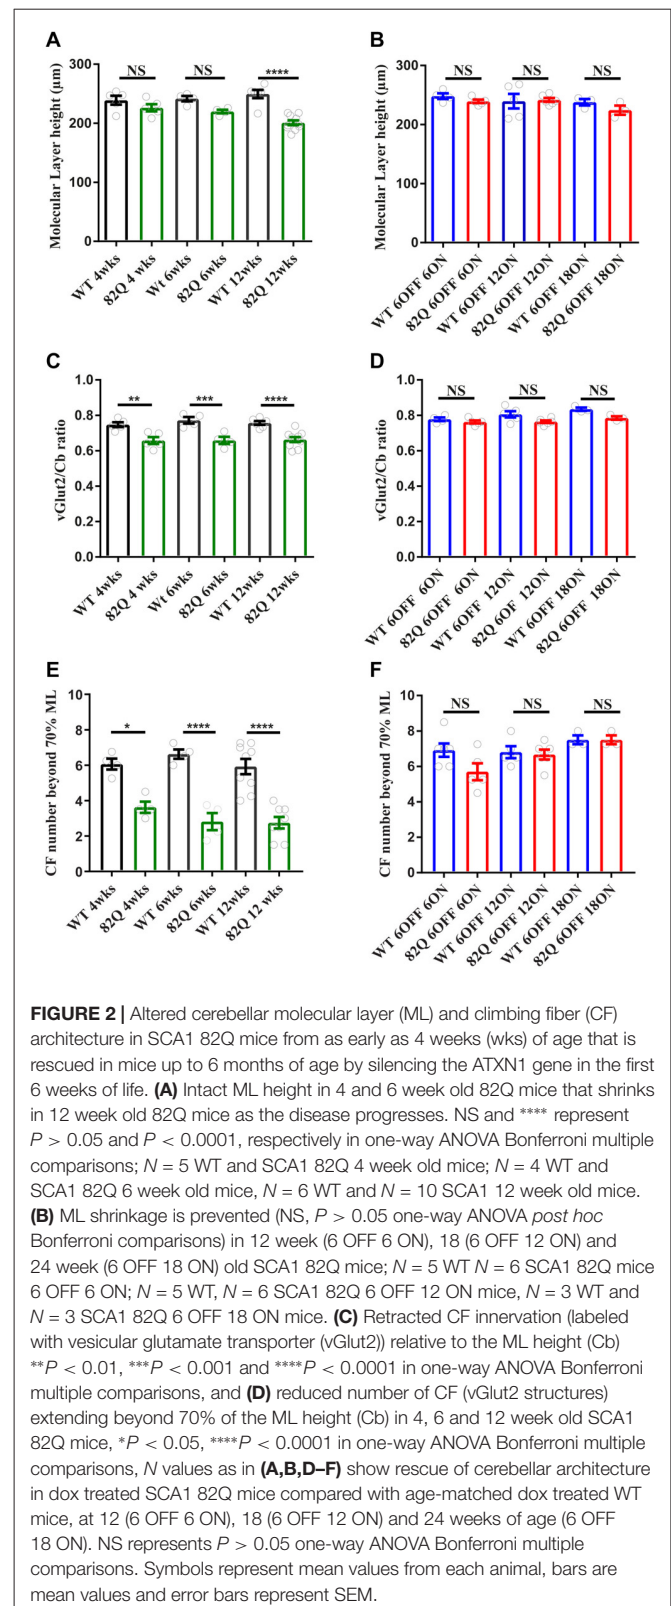 A
B
NS
NS
****
NS
NS
NS
Molecular Layer height (µm)
300
200
100
0
WT 4wks
82Q 4 wks
Wt 6wks
82Q 6wks
WT 12wks
82Q 12wks
Molecular Layer height (µm)
300
200
100
0
WT 6OFF 6ON
82Q 6OFF 6ON
WT 6OFF 12ON
82Q 6OFF 12ON
WT 6OFF 18ON
82Q 6OFF 18ON
C
D
**
***
****
NS
NS
NS
vGlut2/Cb ratio
1.0
0.8
0.6
0.4
0.2
0.0
WT 4wks
82Q 4 wks
Wt 6wks
82Q 6wks
WT 12wks
82Q 12wks
vGlut2/Cb ratio
1.0
0.8
0.6
0.4
0.2
0.0
WT 6OFF 6ON
82Q 6OFF 6ON
WT 6OFF 12ON
82Q 6OF 12ON
WT 6OFF 18ON
82Q 6OFF 18ON
E
F
*
****
****
NS
NS
NS
CF number beyond 70% ML
10
8
6
4
2
0
WT 4wks
82Q 4wks
WT 6wks
82Q 6wks
WT 12wks
82Q 12 wks
CF number beyond 70% ML
10
8
6
4
2
0
WT 6OFF 6ON
82Q 6OFF 6ON
WT 6OFF 12ON
82Q 6OFF 12ON
WT 6OFF 18ON
82Q 6OFF 18ON
FIGURE 2 | Altered cerebellar molecular layer (ML) and climbing fiber (CF)
architecture in SCA1 82Q mice from as early as 4 weeks (wks) of age that is
rescued in mice up to 6 months of age by silencing the ATXN1 gene in the first
6 weeks of life. (A) Intact ML height in 4 and 6 week old 82Q mice that shrinks
in 12 week old 82Q mice as the disease progresses. NS and **** represent
P > 0.05 and P < 0.0001, respectively in one-way ANOVA Bonferroni multiple
comparisons; N = 5 WT and SCA1 82Q 4 week old mice; N = 4 WT and
SCA1 82Q 6 week old mice, N = 6 WT and N = 10 SCA1 12 week old mice.
(B) ML shrinkage is prevented (NS, P > 0.05 one-way ANOVA post hoc
Bonferroni comparisons) in 12 week (6 OFF 6 ON), 18 (6 OFF 12 ON) and
24 week (6 OFF 18 ON) old SCA1 82Q mice; N = 5 WT N = 6 SCA1 82Q mice
6 OFF 6 ON; N = 5 WT, N = 6 SCA1 82Q 6 OFF 12 ON mice, N = 3 WT and
N = 3 SCA1 82Q 6 OFF 18 ON mice. (C) Retracted CF innervation (labeled
with vesicular glutamate transporter (vGlut2)) relative to the ML height (Cb)
**P < 0.01, ***P < 0.001 and ****P < 0.0001 in one-way ANOVA Bonferroni
multiple comparisons, and (D) reduced number of CF (vGlut2 structures)
extending beyond 70% of the ML height (Cb) in 4, 6 and 12 week old SCA1
82Q mice, *P < 0.05, ****P < 0.0001 in one-way ANOVA Bonferroni multiple
comparisons, N values as in (A,B,D–F) show rescue of cerebellar architecture
in dox treated SCA1 82Q mice compared with age-matched dox treated WT
mice, at 12 (6 OFF 6 ON), 18 (6 OFF 12 ON) and 24 weeks of age (6 OFF
18 ON). NS represents P > 0.05 one-way ANOVA Bonferroni multiple
comparisons. Symbols represent mean values from each animal, bars are
mean values and error bars represent SEM.